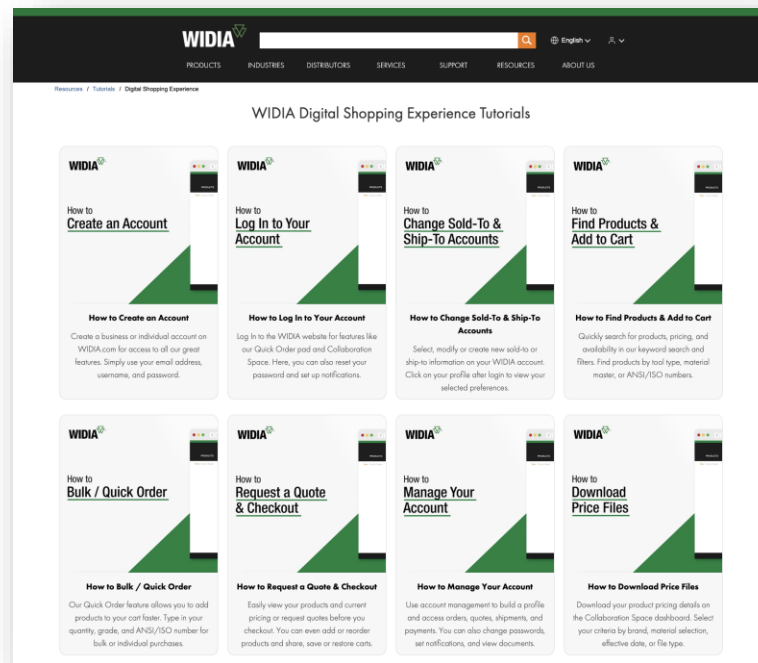 WIDIA
English
PRODUCTS INDUSTRIES DISTRIBUTORS SERVICES SUPPORT RESOURCES ABOUT US
Resources / Tutorials / Digital Shopping Experience
WIDIA Digital Shopping Experience Tutorials
WIDIA
PRODUCTS
How to
Create an Account
How to Create an Account
Create a business or individual account on
WIDIA.com for access to all our great
features. Simply use your email address,
username, and password.
WIDIA
PRODUCTS
How to
Log In to Your
Account
How to Log In to Your Account
Log In to the WIDIA website for features like
our Quick Order pad and Collaboration
Space. Here, you can also reset your
password and set up notifications.
WIDIA
PRODUCTS
How to
Change Sold-To &
Ship-To Accounts
How to Change Sold-To & Ship-To
Accounts
Select, modify or create new sold-to or
ship-to information on your WIDIA account.
Click on your profile after login to view your
selected preferences.
WIDIA
PRODUCTS
How to
Find Products &
Add to Cart
How to Find Products & Add to Cart
Quickly search for products, pricing, and
availability in our keyword search and
filters. Find products by tool type, material
master, or ANSI/ISO numbers.
WIDIA
PRODUCTS
How to
Bulk / Quick Order
How to Bulk / Quick Order
Our Quick Order feature allows you to add
products to your cart faster. Type in your
quantity, grade, and ANSI/ISO number for
bulk or individual purchases.
WIDIA
PRODUCTS
How to
Request a Quote
& Checkout
How to Request a Quote & Checkout
Easily view your products and current
pricing or request quotes before you
checkout. You can even add or reorder
products and share, save or restore carts.
WIDIA
PRODUCTS
How to
Manage Your
Account
How to Manage Your Account
Use account management to build a profile
and access orders, quotes, shipments, and
payments. You can also change passwords,
set notifications, and view documents.
WIDIA
PRODUCTS
How to
Download
Price Files
How to Download Price Files
Download your product pricing details on
the Collaboration Space dashboard. Select
your criteria by brand, material selection,
effective date, or file type.